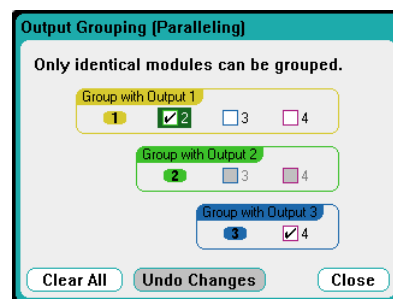 Output Grouping (Paralleling)
Only identical modules can be grouped.
Group with Output 1
1 2 3 4
Group with Output 2
2 3 4
Group with Output 3
3 4
Clear All Undo Changes Close